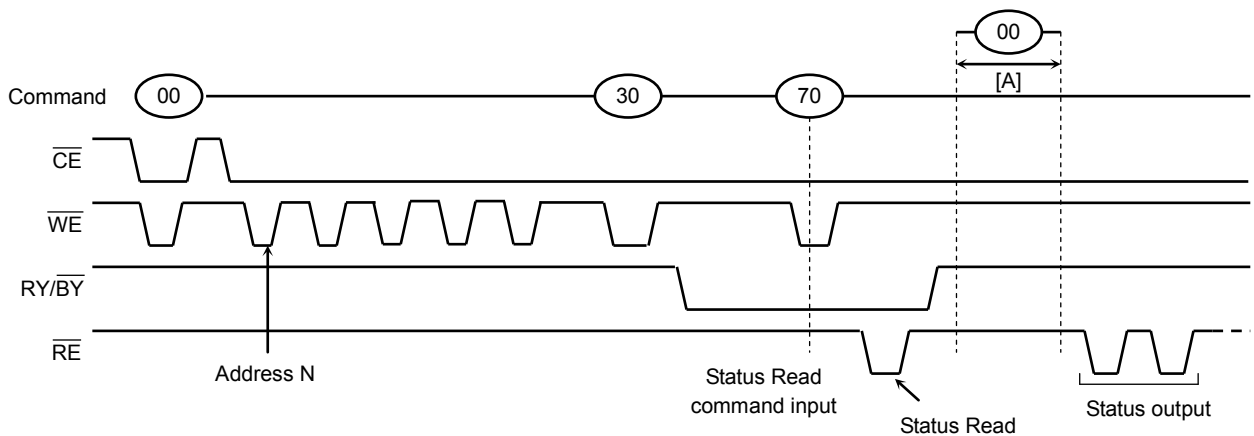 00
[A]
Command
00
30
70
CE
WE
RY/BY
RE
Address N
Status Read
command input
Status Read
Status output